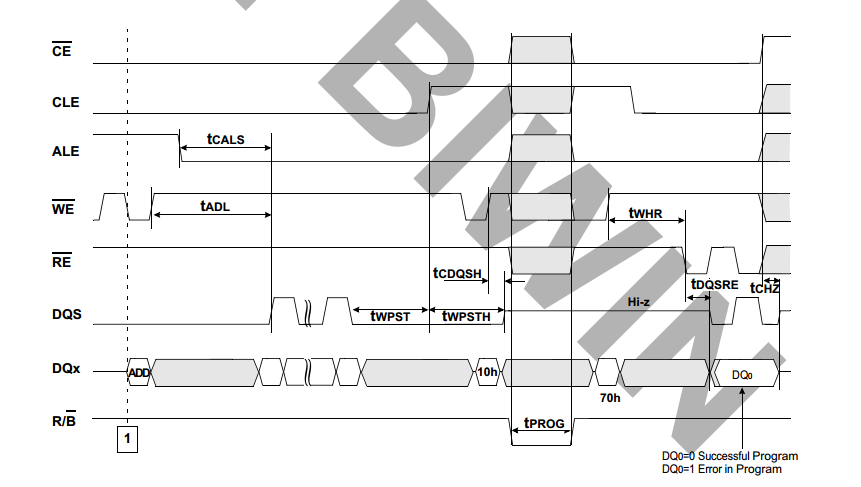 CE
CLE
ALE
tCALS
WE
tADL
tWHR
RE
tCDQSH
tDQSRE
tCHZ
DQS
tWPST
tWPSTH
Hi-z
DQx
ADD
10h
70h
DQ0
R/B
tPROG
1
DQ0=0 Successful Program
DQ0=1 Error in Program
BIWIN